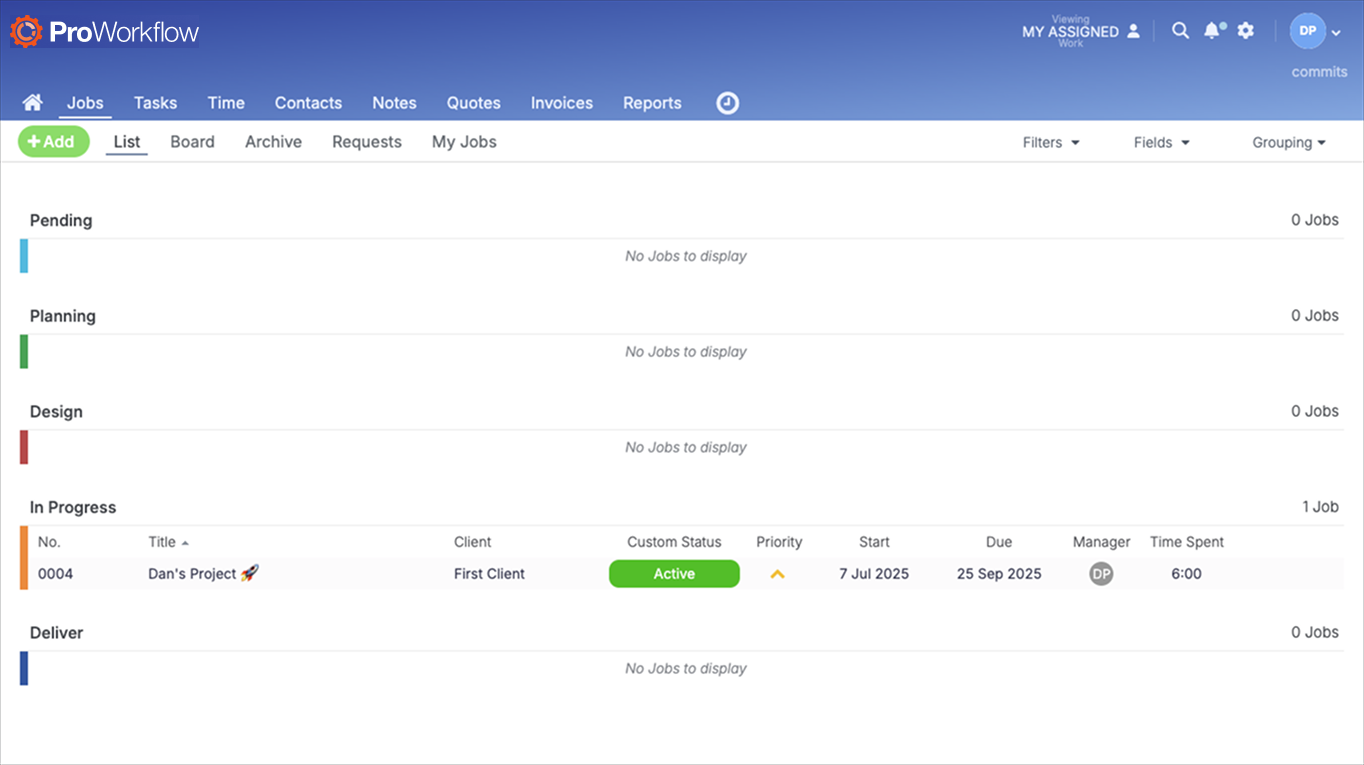 ProWorkflow
Viewing
MY ASSIGNED
Work
DP
commits
Jobs Tasks Time Contacts Notes Quotes Invoices Reports
+ Add List Board Archive Requests My Jobs Filters Fields Grouping
Pending 0 Jobs
No Jobs to display
Planning 0 Jobs
No Jobs to display
Design 0 Jobs
No Jobs to display
In Progress 1 Job
No. Title Client Custom Status Priority Start Due Manager Time Spent
0004 Dan's Project 🚀 First Client Active 7 Jul 2025 25 Sep 2025 DP 6:00
Deliver 0 Jobs
No Jobs to display